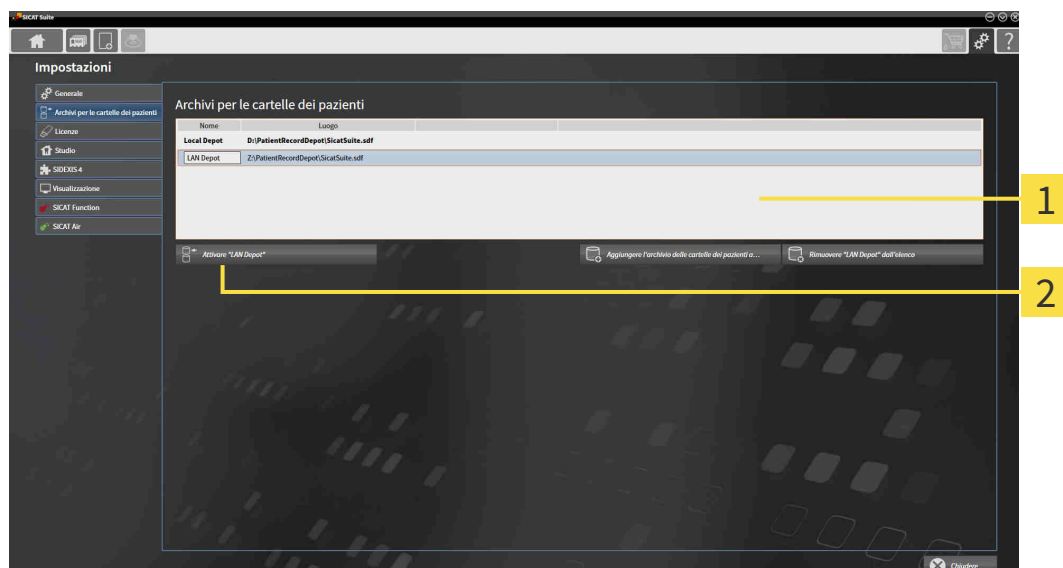 SICAT Suite
?
Impostazioni
Generale
Archivi per le cartelle dei pazienti
Licenze
Studio
SIDEXIS 4
Visualizzazione
SICAT Function
SICAT Air
Archivi per le cartelle dei pazienti
Nome Luogo
Local Depot D:\PatientRecordDepot\SicatSuite.sdf
LAN Depot Z:\PatientRecordDepot\SicatSuite.sdf
Attivare "LAN Depot"
Aggiungere l'archivio delle cartelle dei pazienti a...
Rimuovere "LAN Depot" dall'elenco
1
2
Chiudere